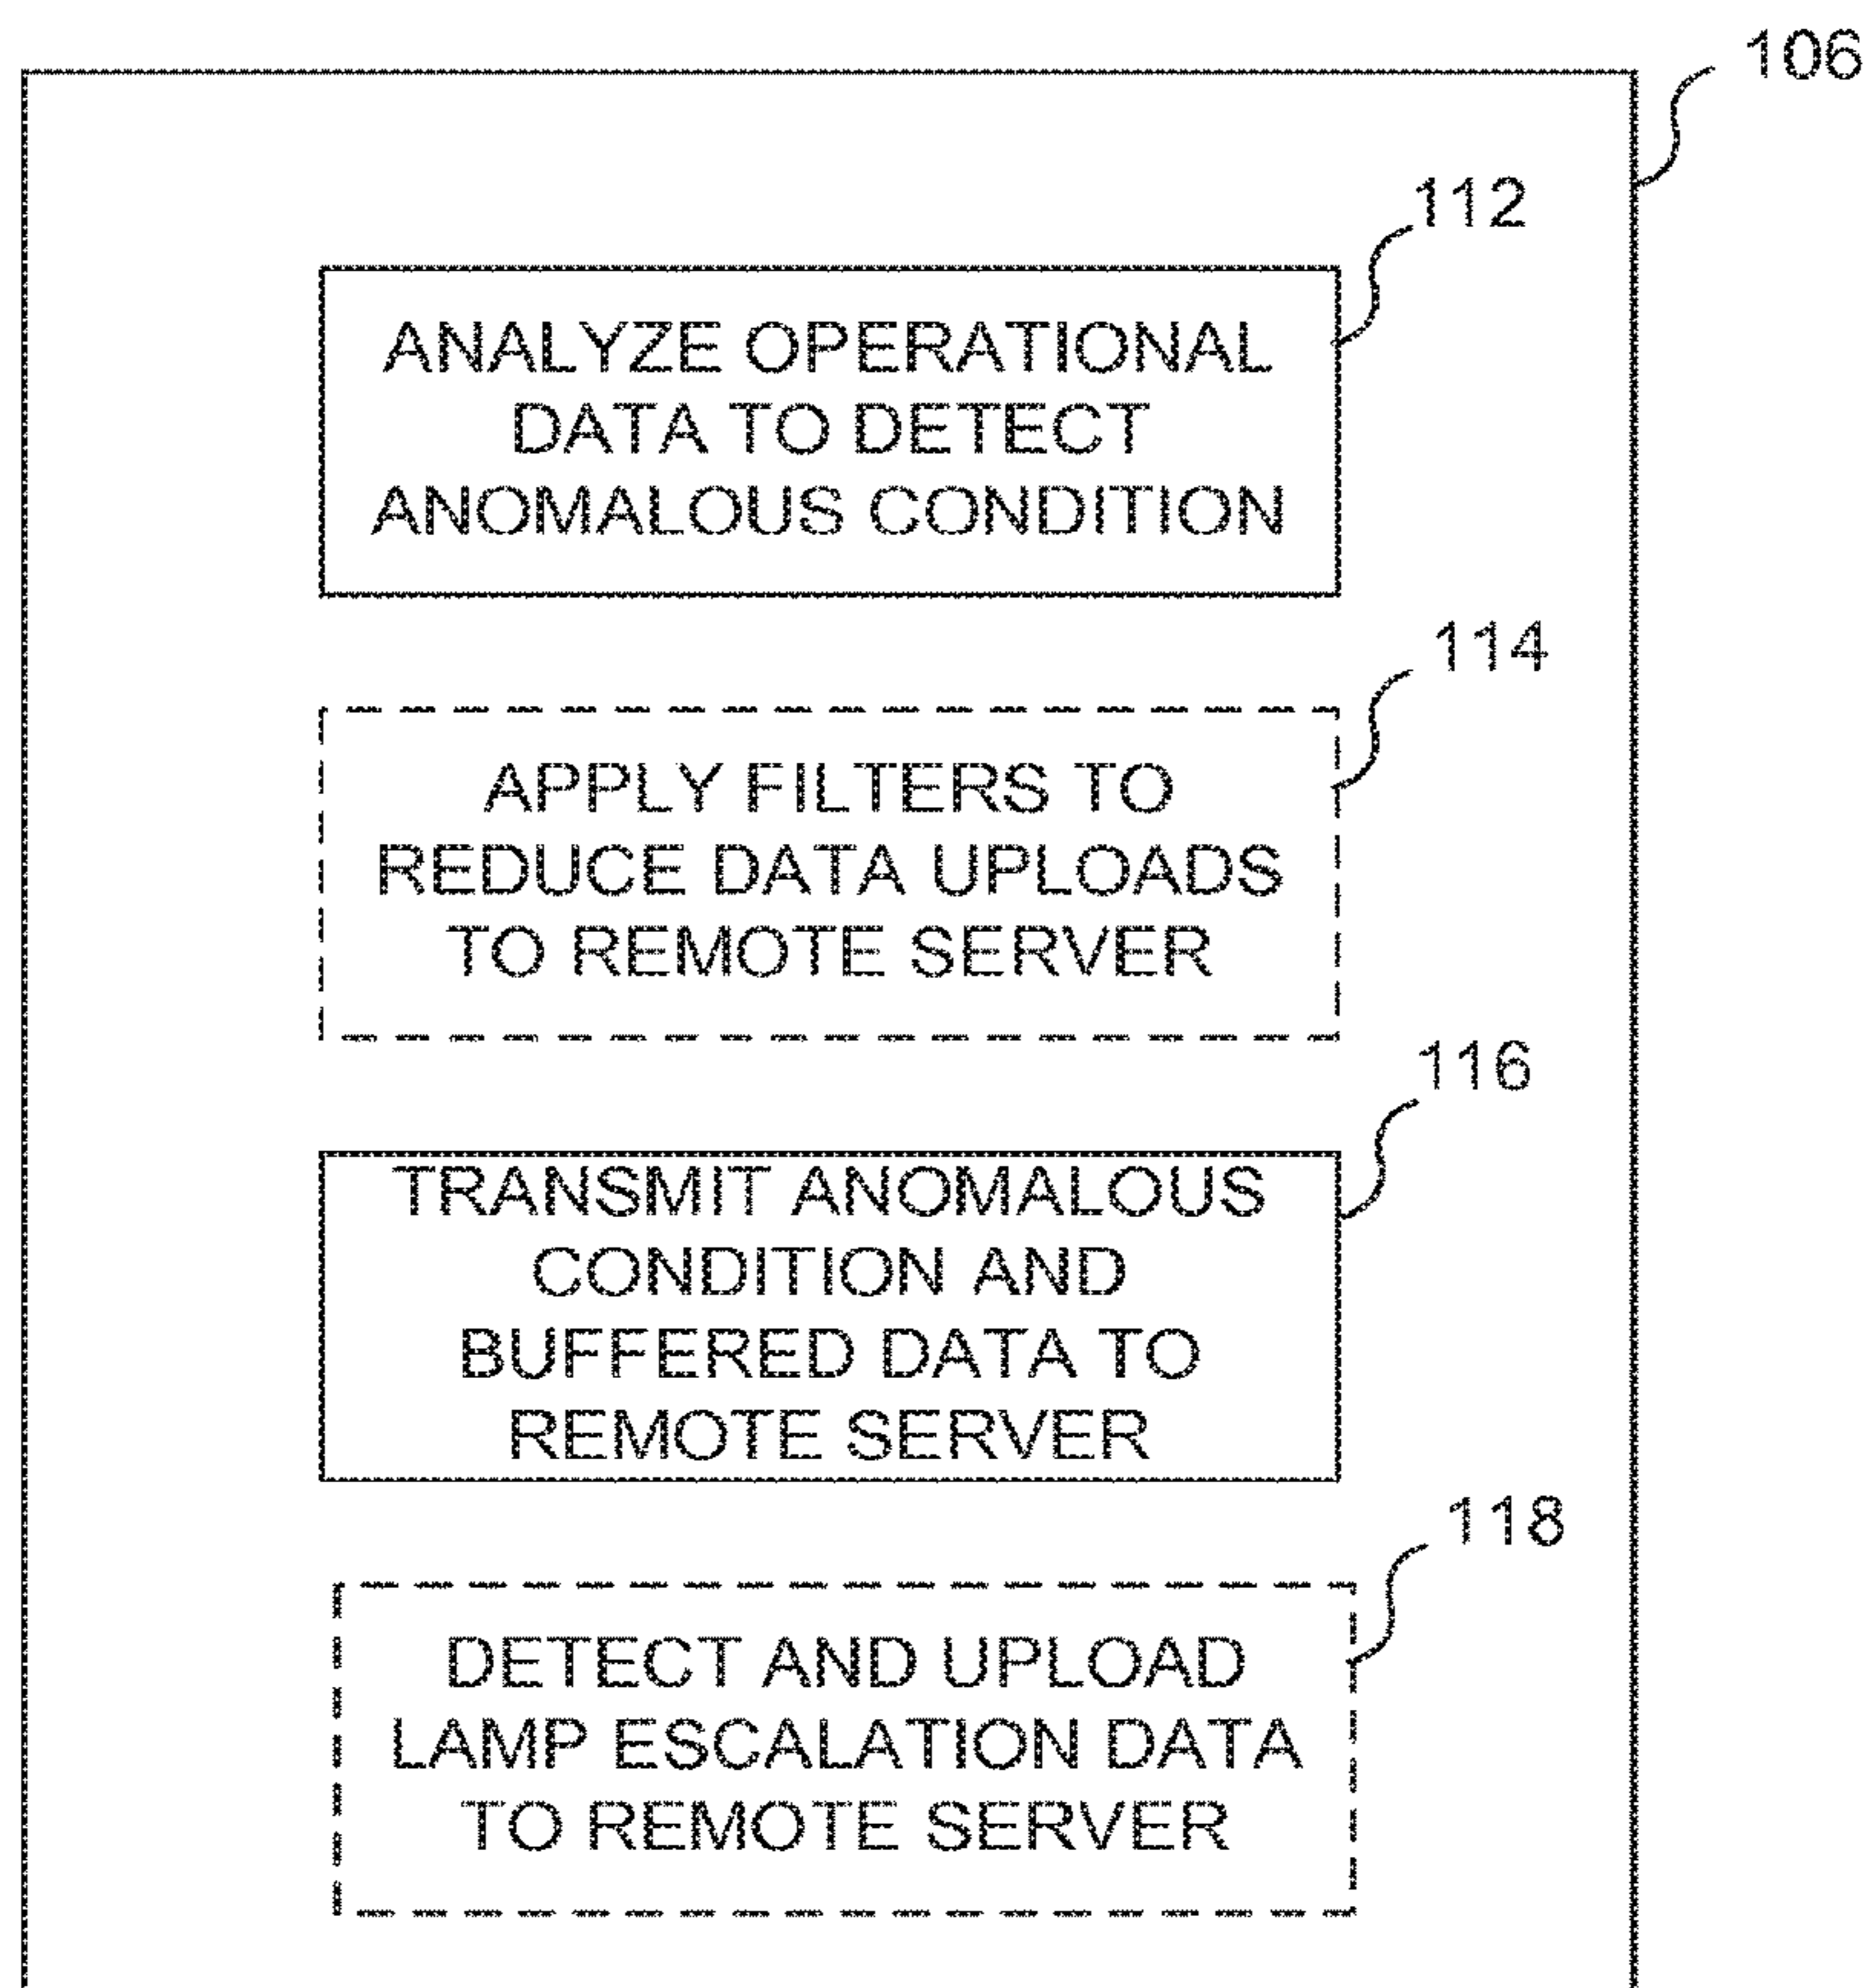 106
112
ANALYZE OPERATIONAL
DATA TO DETECT
ANOMALOUS CONDITION
114
APPLY FILTERS TO
REDUCE DATA UPLOADS
TO REMOTE SERVER
116
TRANSMIT ANOMALOUS
CONDITION AND
BUFFERED DATA TO
REMOTE SERVER
118
DETECT AND UPLOAD
LAMP ESCALATION DATA
TO REMOTE SERVER